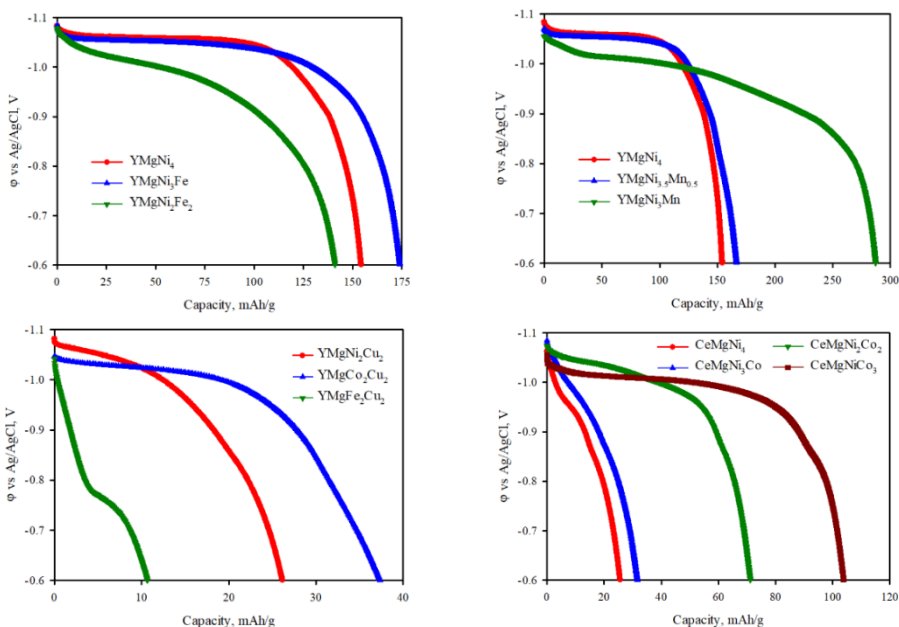 φ vs Ag/AgCl, V
-1.1
-1.0
-0.9
-0.8
-0.7
-0.6
YMgNi₄
YMgNi₃Fe
YMgNi₂Fe₂
0 25 50 75 100 125 150 175
Capacity, mAh/g
φ vs Ag/AgCl, V
-1.1
-1.0
-0.9
-0.8
-0.7
-0.6
YMgNi₄
YMgNi₃.₅Mn₀.₅
YMgNi₃Mn
0 50 100 150 200 250 300
Capacity, mAh/g
φ vs Ag/AgCl, V
-1.1
-1.0
-0.9
-0.8
-0.7
-0.6
YMgNi₂Cu₂
YMgCo₂Cu₂
YMgFe₂Cu₂
0 10 20 30 40
Capacity, mAh/g
φ vs Ag/AgCl, V
-1.1
-1.0
-0.9
-0.8
-0.7
-0.6
CeMgNi₄ CeMgNi₂Co₂
CeMgNi₃Co CeMgNiCo₃
0 20 40 60 80 100 120
Capacity, mAh/g